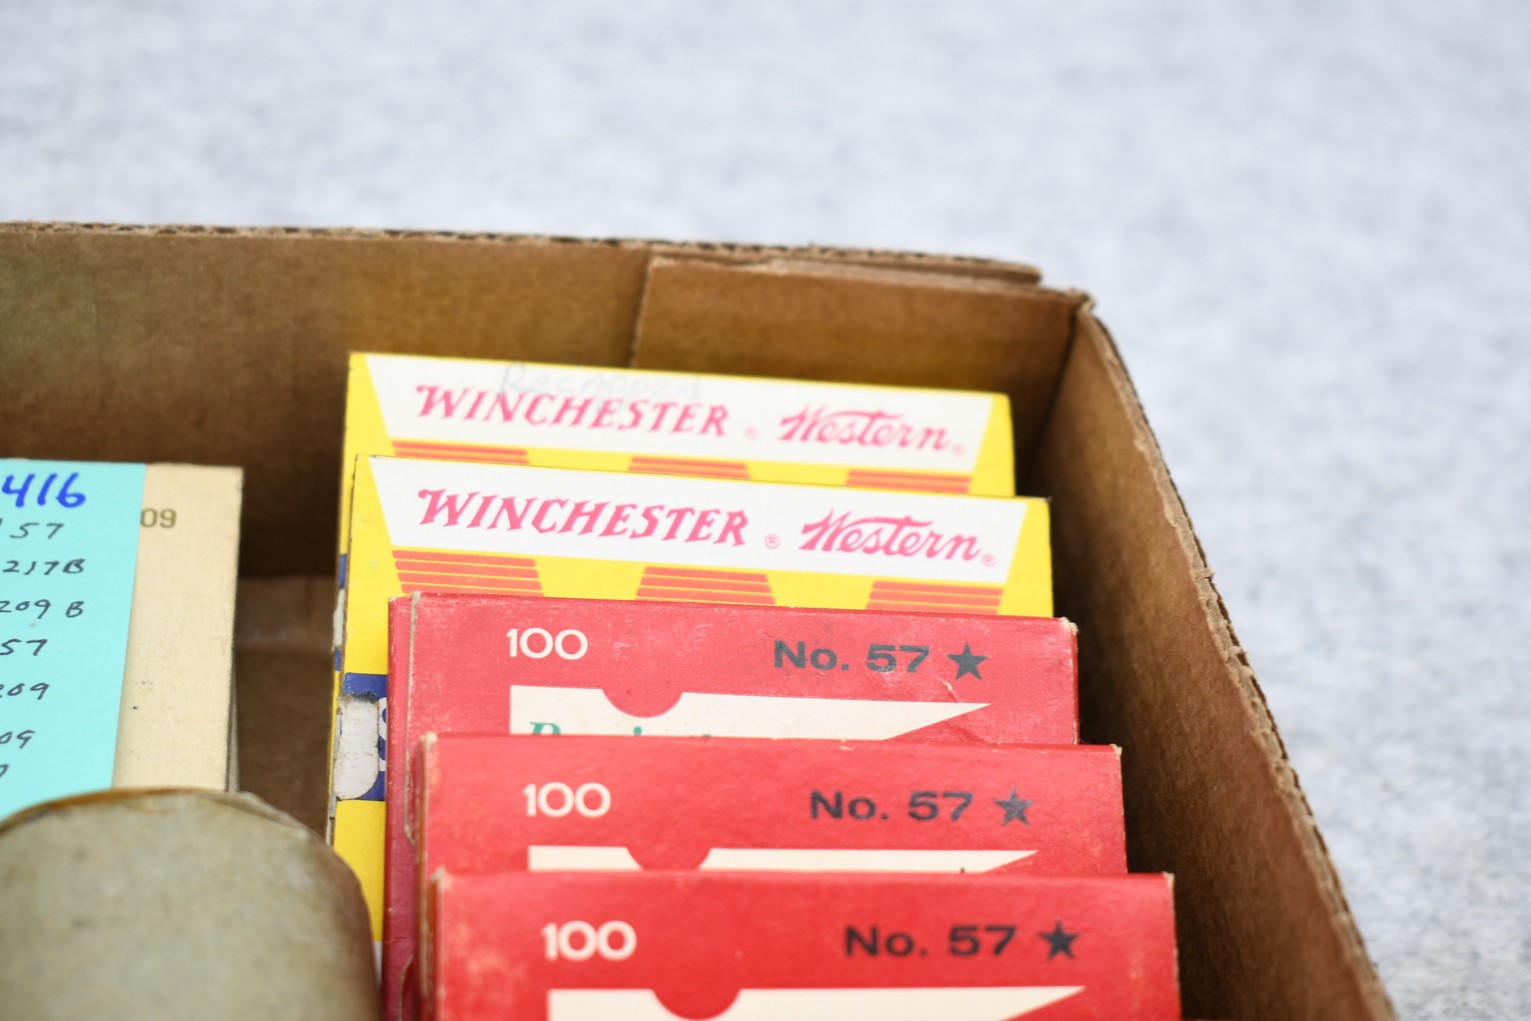 Recapped
WINCHESTER ® Western ®
WINCHESTER ® Western ®
100 No. 57 ★
100 No. 57 ★
100 No. 57 ★
416
57
217B
209 B
57
209
09
09